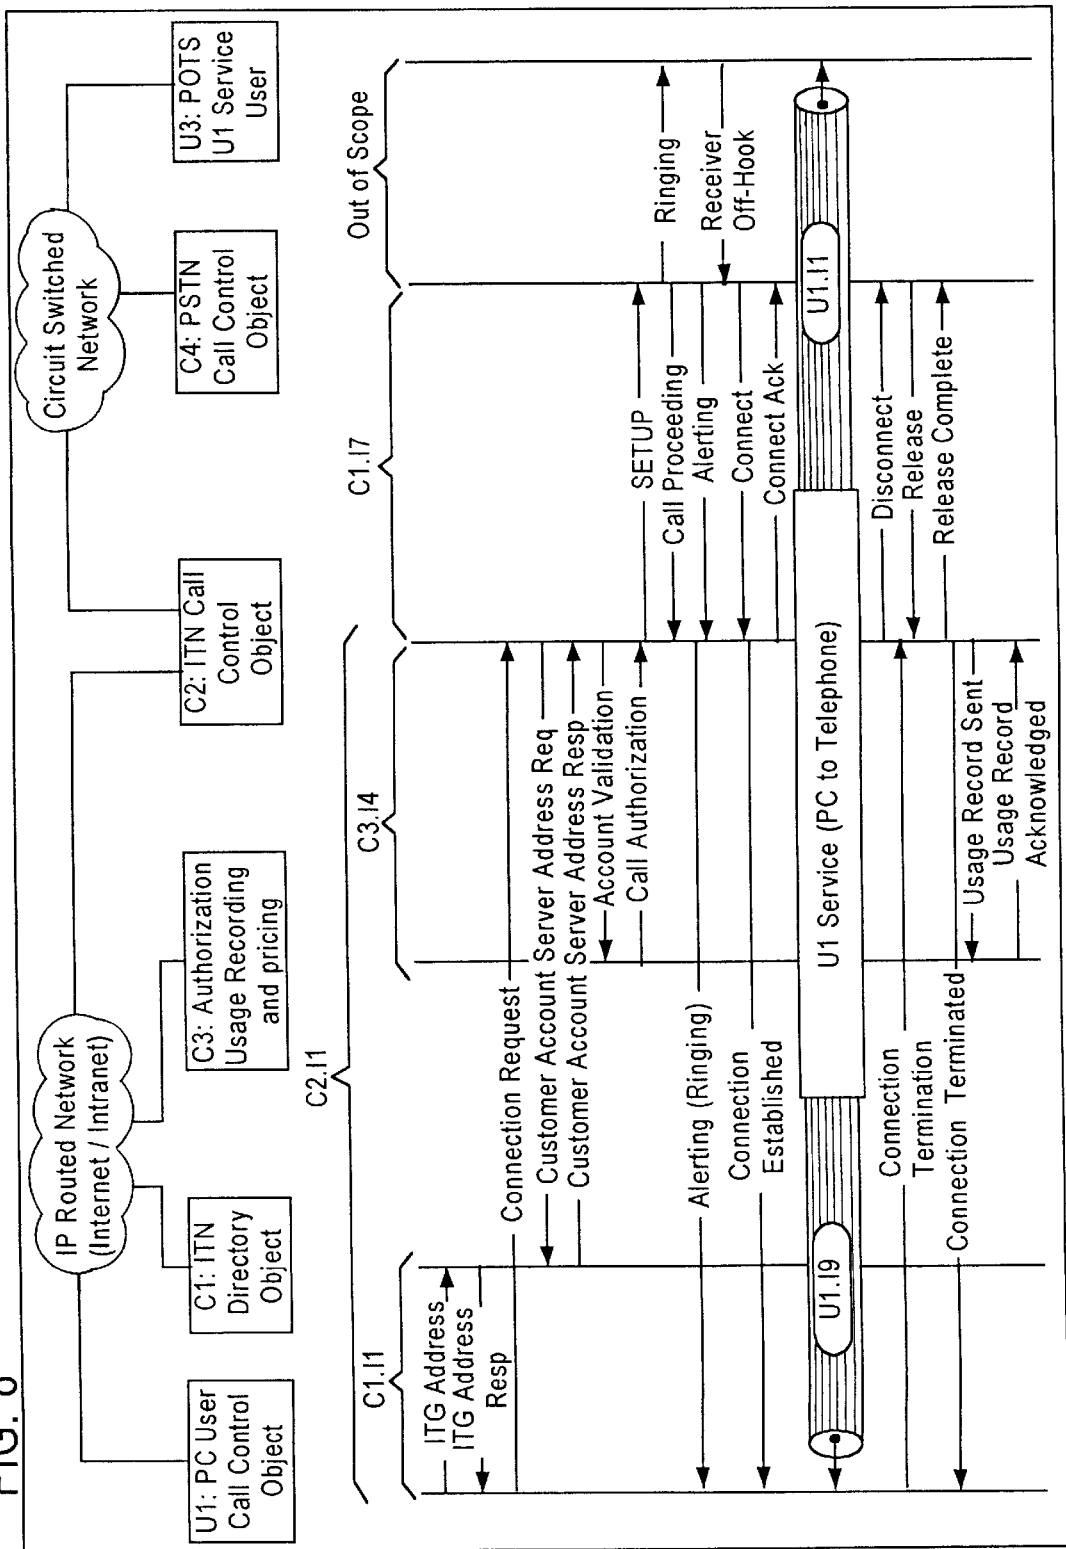 FIG. 8
IP Routed Network
(Internet / Intranet)
Circuit Switched
Network
U1: PC User
Call Control
Object
C1: ITN
Directory
Object
C3: Authorization
Usage Recording
and pricing
C2: ITN Call
Control
Object
C4: PSTN
Call Control
Object
U3: POTS
U1 Service
User
C2.I1
C1.I1
C3.I4
C1.I7
Out of Scope
ITG Address
ITG Address
Resp
Connection Request
Customer Account Server Address Req
Customer Account Server Address Resp
Account Validation
Call Authorization
SETUP
Call Proceeding
Ringing
Alerting
Alerting (Ringing)
Receiver
Off-Hook
Connect
Connection
Established
Connect Ack
U1.I9
U1 Service (PC to Telephone)
U1.I1
Disconnect
Connection
Termination
Release
Release Complete
Connection Terminated
Usage Record Sent
Usage Record
Acknowledged